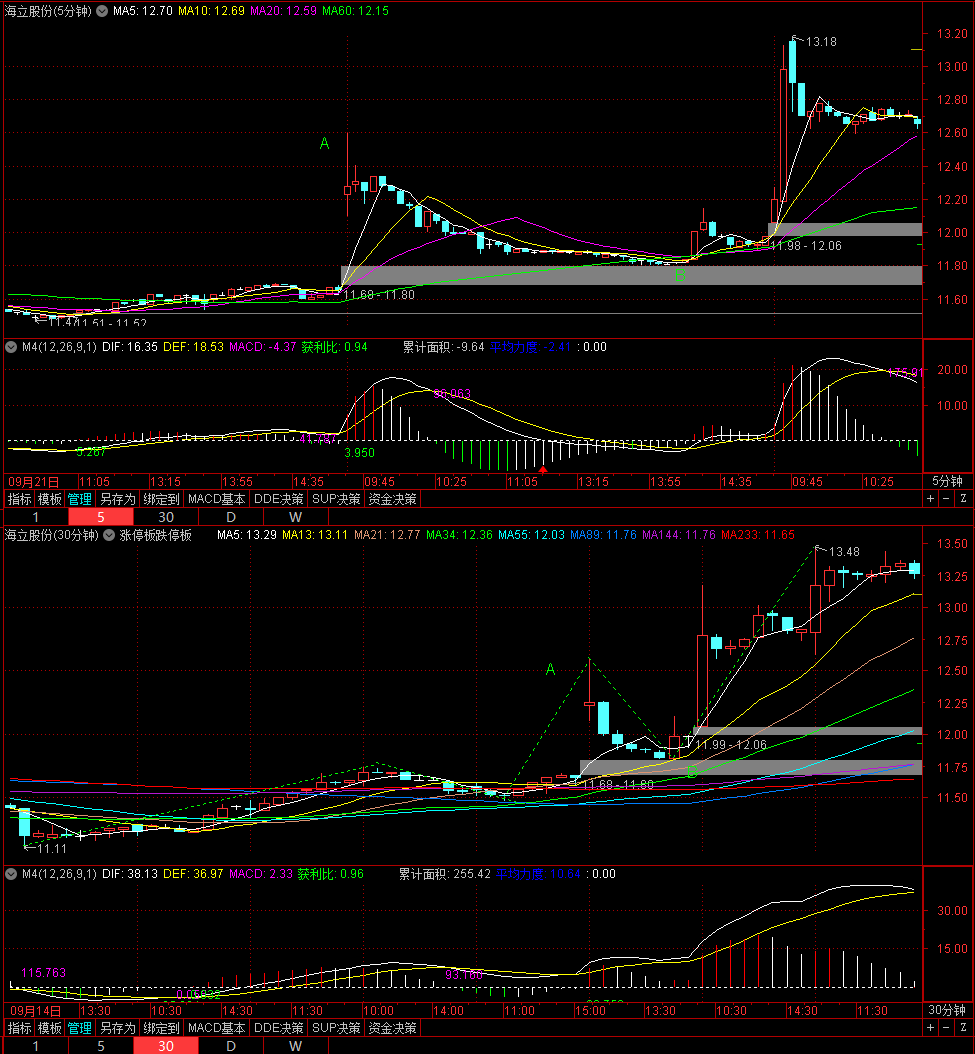 海立股份(5分钟) MA5: 12.70 MA10: 12.69 MA20: 12.59 MA60: 12.15
13.20
13.18
13.00
12.80
12.60
A
12.40
12.20
12.00
11.98 - 12.06
11.80
B
11.68 - 11.80
11.60
11.51 - 11.52
M4(12,26,9,1) DIF: 16.35 DEF: 18.53 MACD: -4.37 获利比: 0.94 累计面积: -9.64 平均力度 -2.41 : 0.00
20.00
10.00
3.950
09月21日 11:05 13:15 13:55 14:35 09:45 10:25 11:05 13:15 13:55 14:35 09:45 10:25 5分钟
指标 模板 管理 另存为 绑定到 MACD基本 DDE决策 SUP决策 资金决策 + - Z
1 5 30 D W
海立股份(30分钟) 涨停板跌停板 MA5: 13.29 MA13: 13.11 MA21: 12.77 MA34: 12.36 MA55: 12.03 MA89: 11.76 MA144: 11.76 MA233: 11.65
13.50
13.48
13.25
13.00
12.75
A
12.50
12.25
12.00
11.99 - 12.06
11.75
B
11.68 - 11.80
11.50
11.11
M4(12,26,9,1) DIF: 38.13 DEF: 36.97 MACD: 2.33 获利比: 0.96 累计面积: 255.42 平均力度 10.64 : 0.00
30.00
15.00
115.763
93.160
09月14日 13:30 10:30 14:30 11:30 10:00 14:00 11:00 15:00 13:30 10:30 14:30 11:30 30分钟
指标 模板 管理 另存为 绑定到 MACD基本 DDE决策 SUP决策 资金决策 + - Z
1 5 30 D W